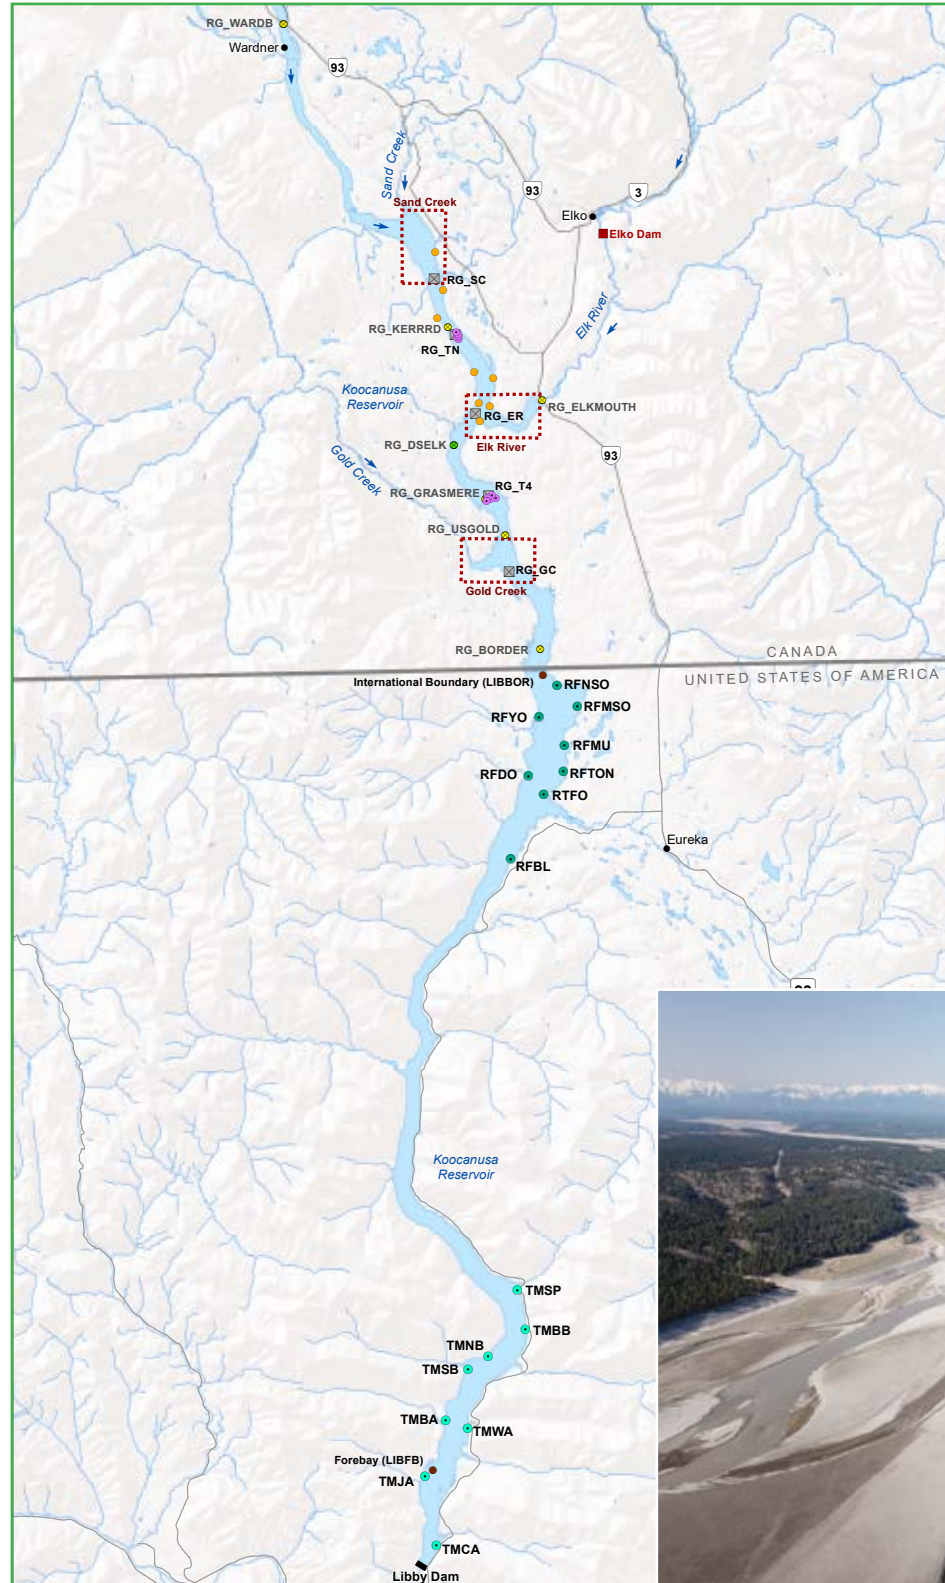 RG_WARDB
Wardner
93
Sand Creek
93
3
Sand Creek
Elko
Elko Dam
RG_SC
Elk River
RG_KERRRD
RG_TN
Koocanusa
Reservoir
RG_ELKMOUTH
RG_ER
RG_DSELK
Elk River
93
Gold Creek
RG_T4
RG_GRASMERE
RG_USGOLD
RG_GC
Gold Creek
RG_BORDER
CANADA
UNITED STATES OF AMERICA
International Boundary (LIBBOR)
RFNSO
RFMSO
RFYO
RFMU
RFTON
RFDO
RTFO
Eureka
RFBL
Koocanusa
Reservoir
TMSP
TMBB
TMNB
TMSB
TMBA
TMWA
Forebay (LIBFB)
TMJA
TMCA
Libby Dam